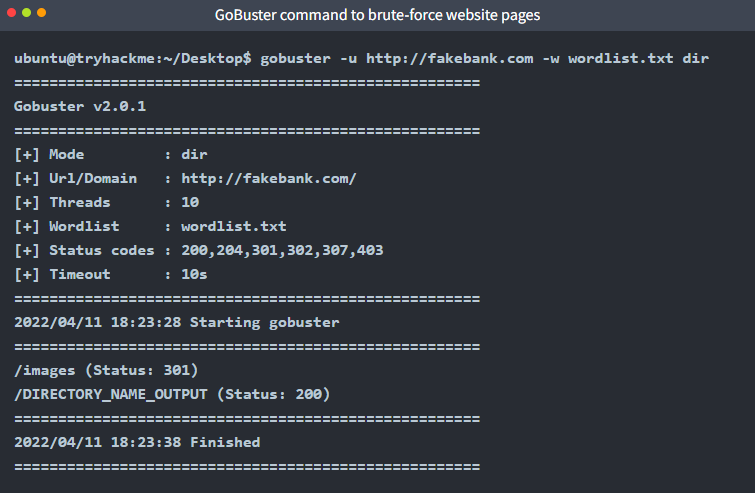 GoBuster command to brute-force website pages
ubuntu@tryhackme:~/Desktop$ gobuster -u http://fakebank.com -w wordlist.txt dir
=====================================================
Gobuster v2.0.1
=====================================================
[+] Mode         : dir
[+] Url/Domain   : http://fakebank.com/
[+] Threads      : 10
[+] Wordlist     : wordlist.txt
[+] Status codes : 200,204,301,302,307,403
[+] Timeout      : 10s
=====================================================
2022/04/11 18:23:28 Starting gobuster
=====================================================
/images (Status: 301)
/DIRECTORY_NAME_OUTPUT (Status: 200)
=====================================================
2022/04/11 18:23:38 Finished
=====================================================